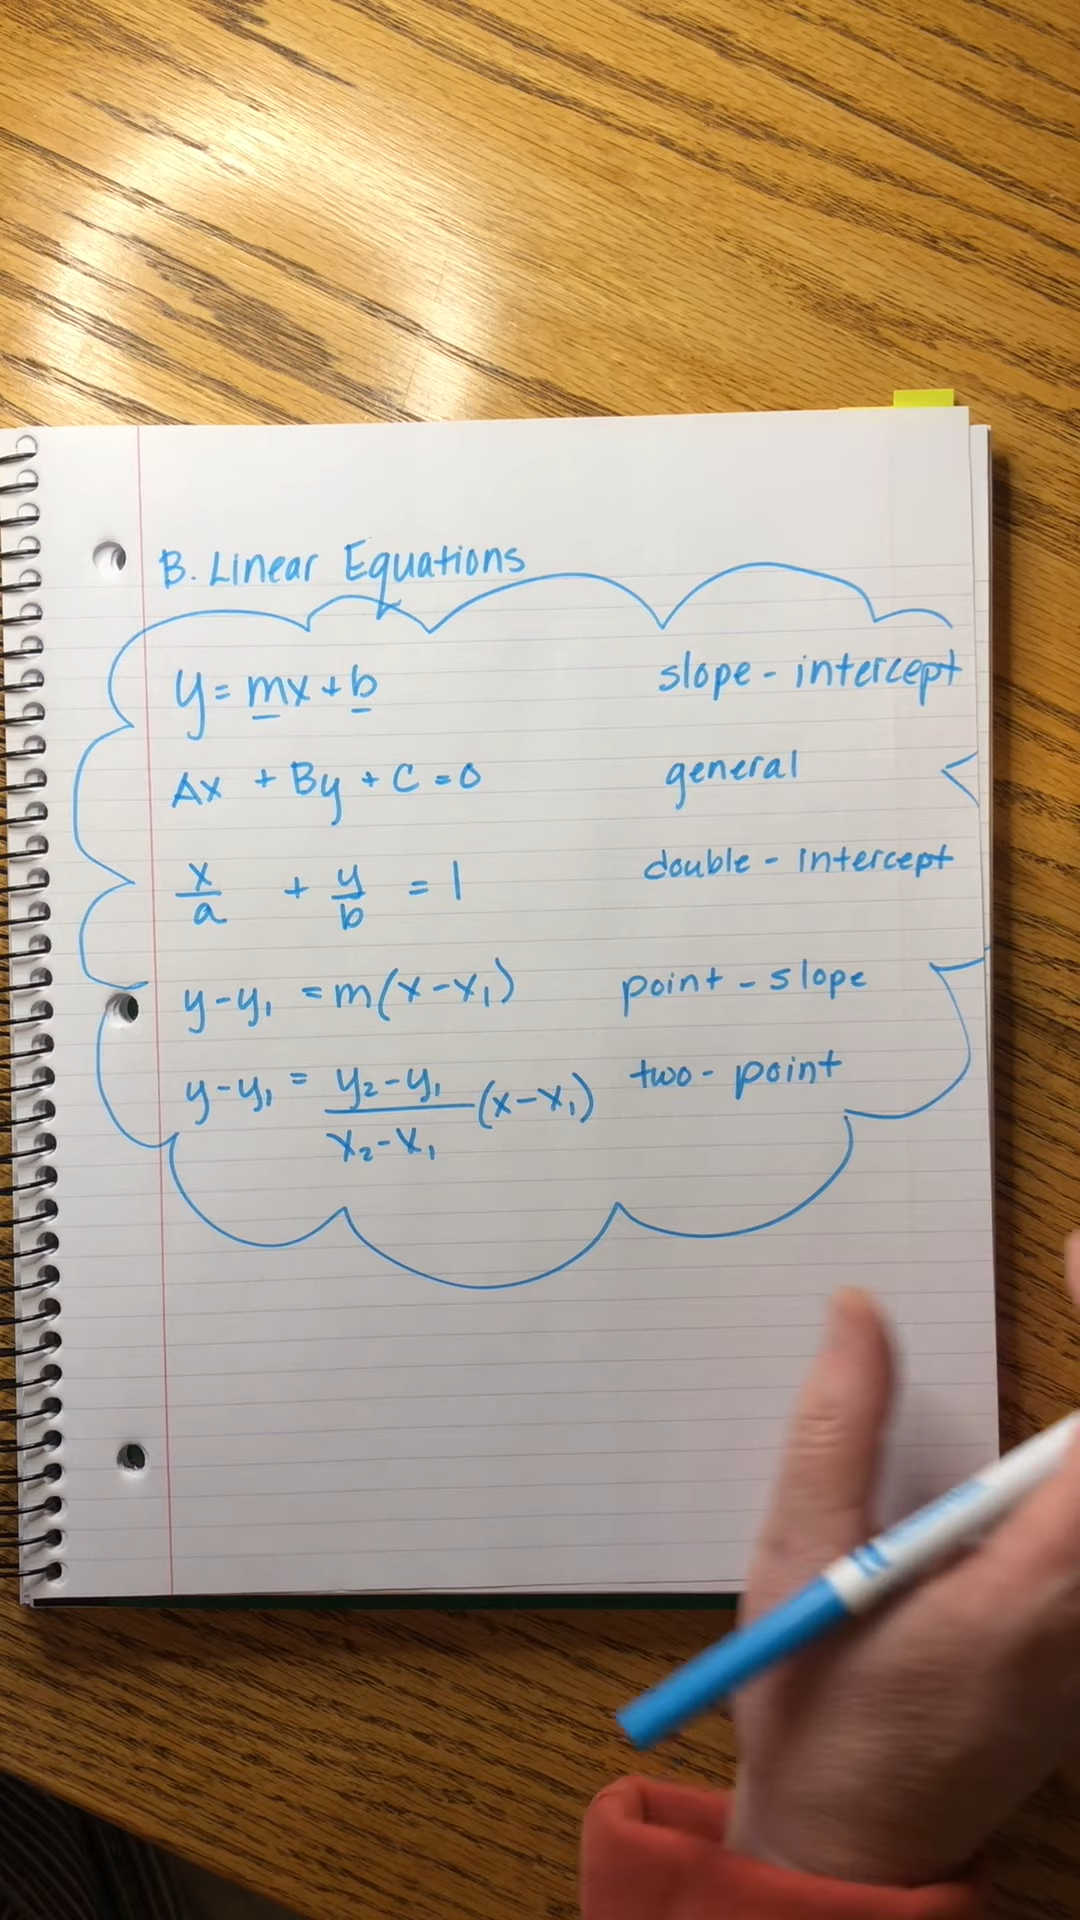 B. Linear Equations
y = mx + b slope - intercept
Ax + By + C = 0 general
x/a + y/b = 1 double - intercept
y - y₁ = m(x - x₁) point - slope
y - y₁ = (y₂ - y₁)/(x₂ - x₁) (x - x₁) two - point